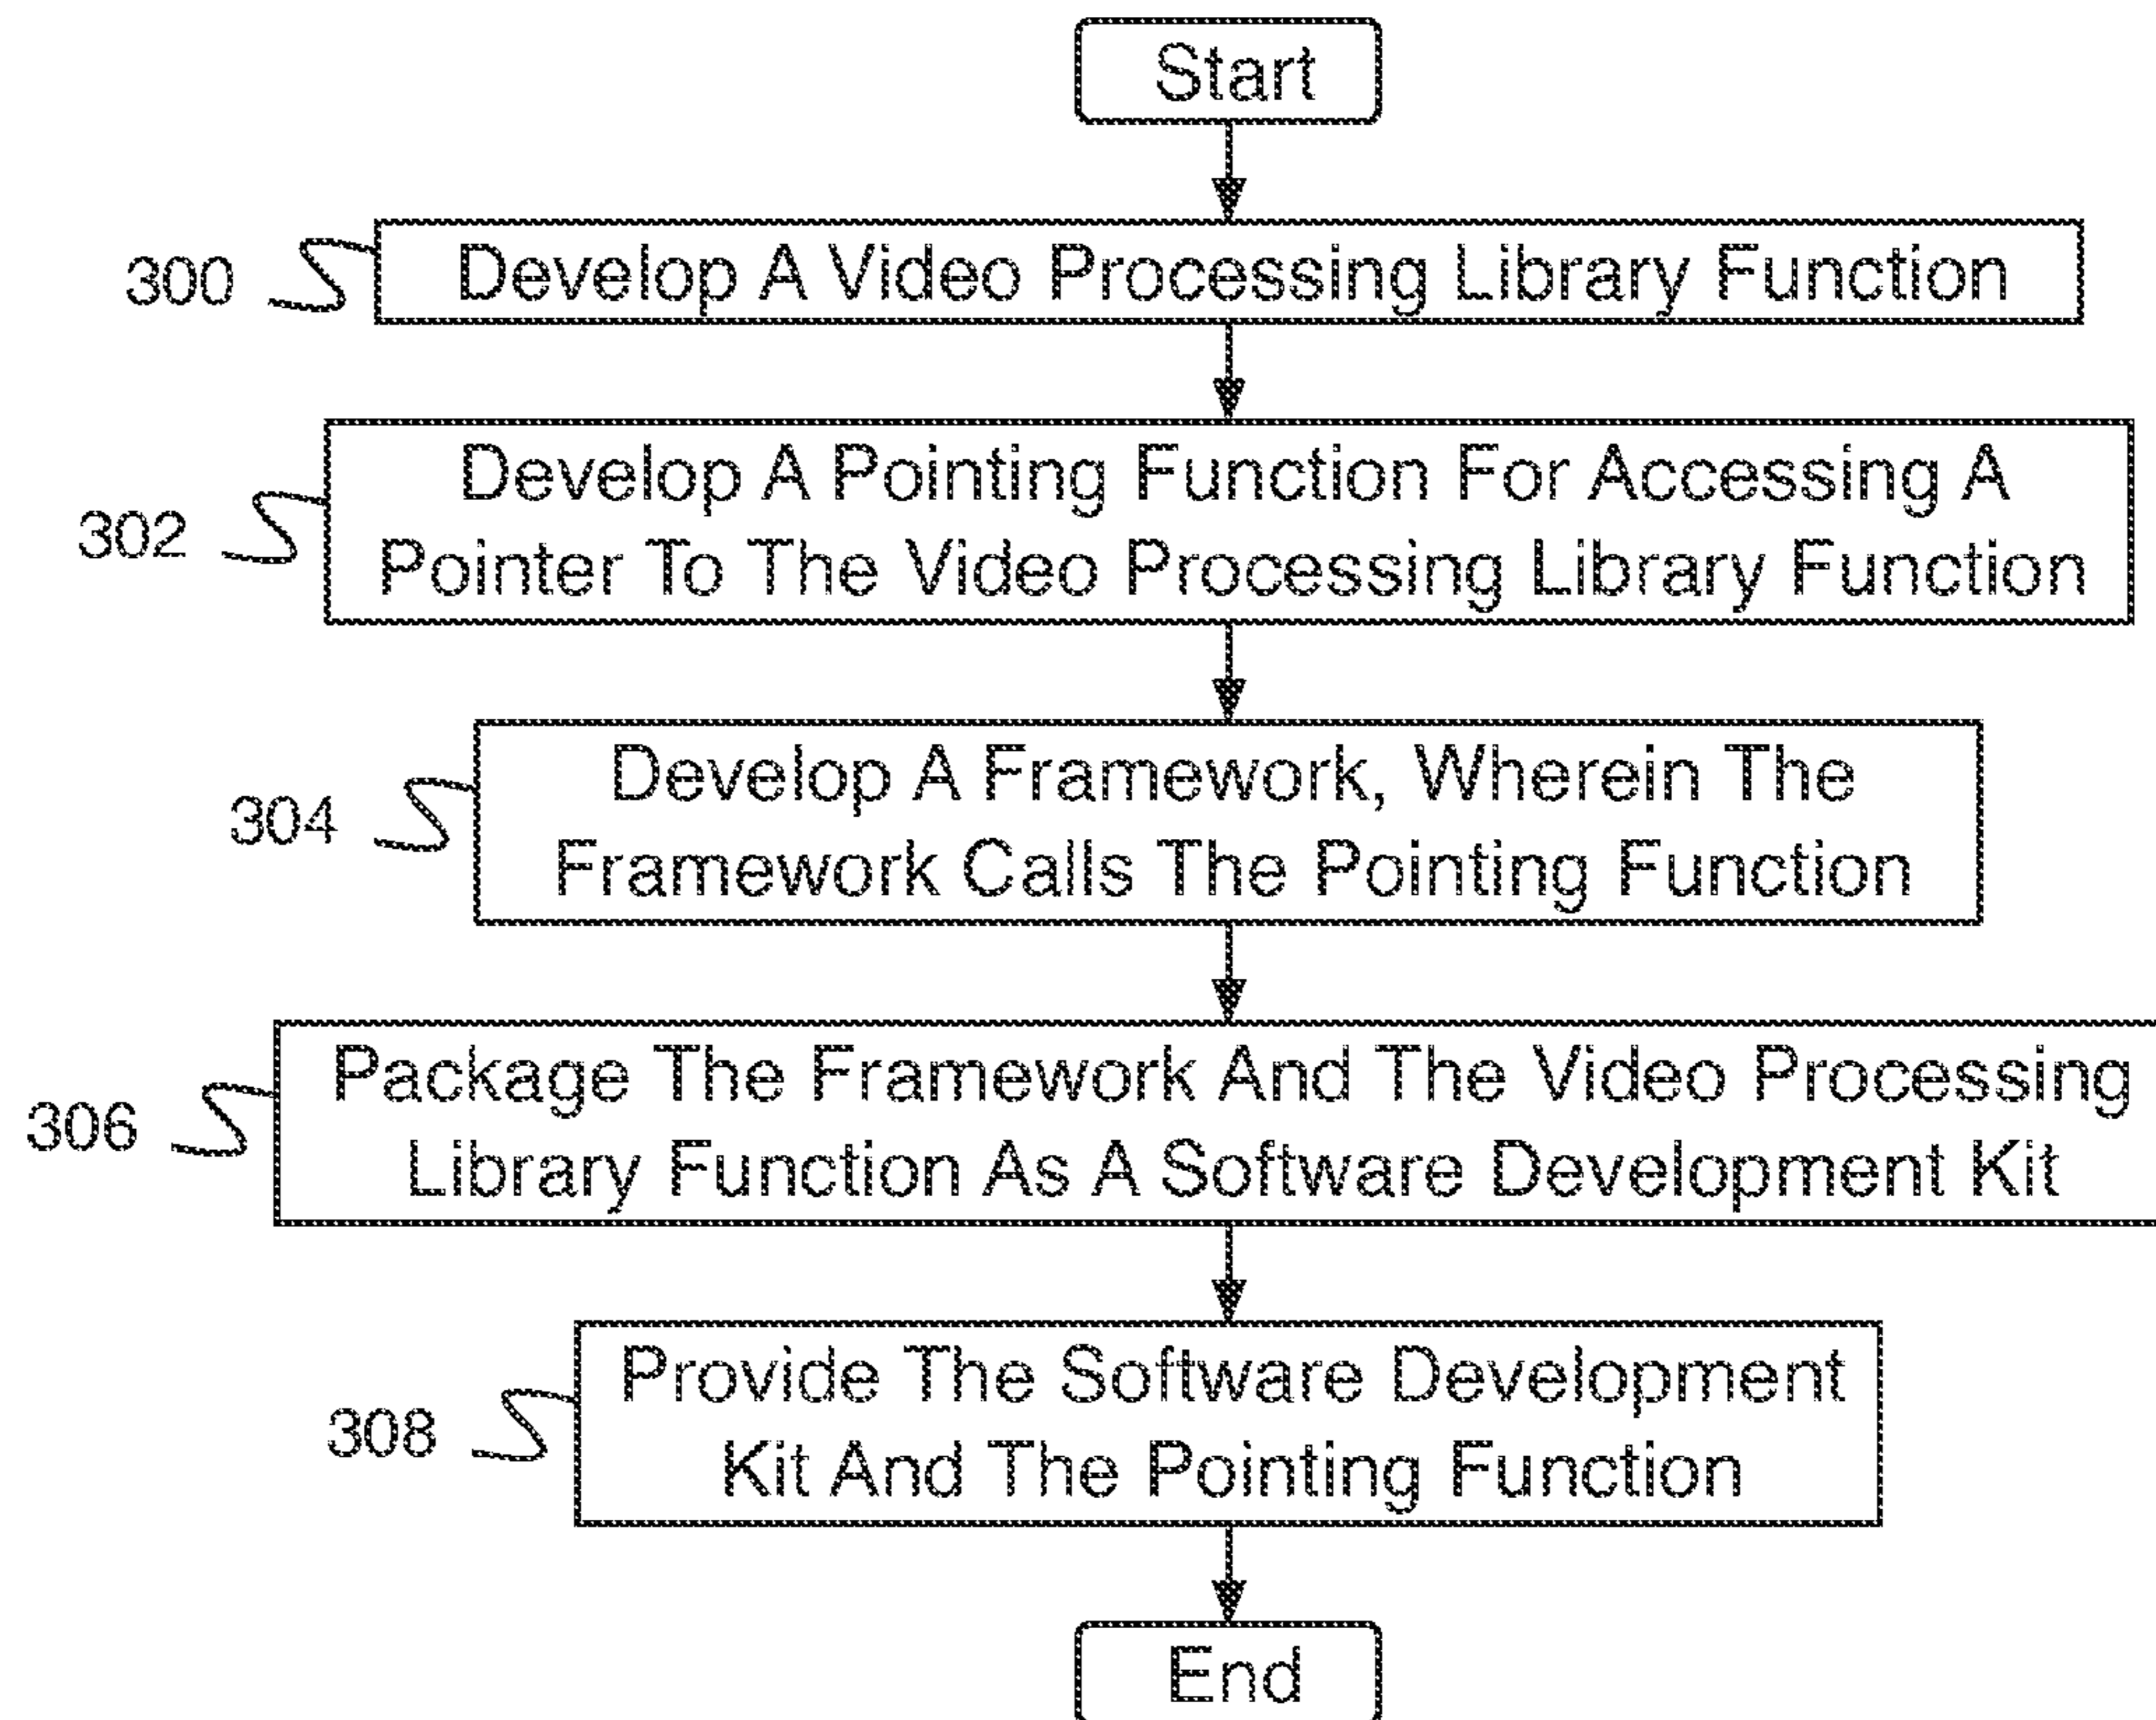 Start
300
Develop A Video Processing Library Function
302
Develop A Pointing Function For Accessing A
Pointer To The Video Processing Library Function
304
Develop A Framework, Wherein The
Framework Calls The Pointing Function
306
Package The Framework And The Video Processing
Library Function As A Software Development Kit
308
Provide The Software Development
Kit And The Pointing Function
End